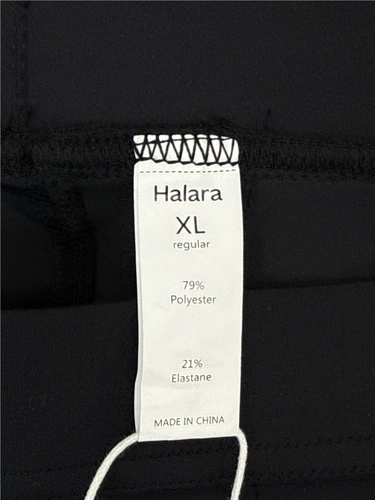 Halara
XL
regular
79%
Polyester
21%
Elastane
MADE IN CHINA